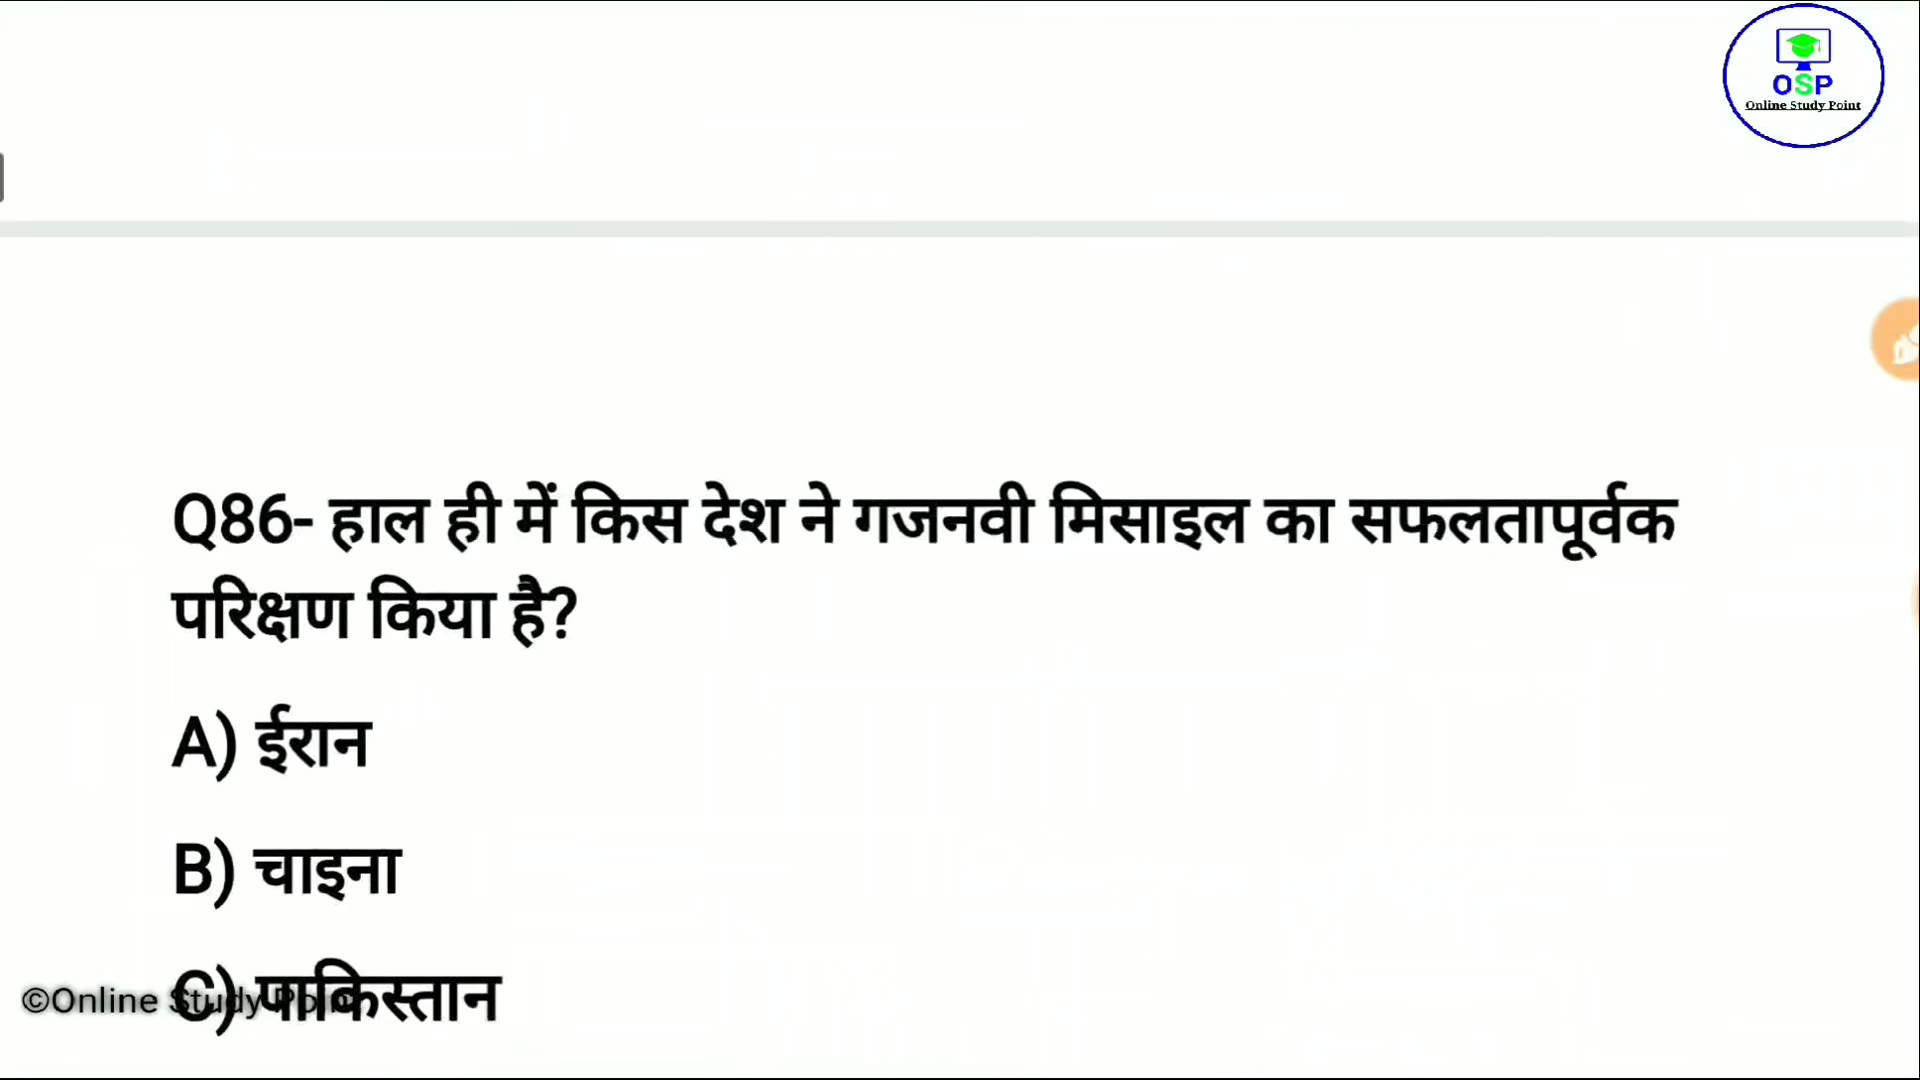 OSP
Online Study Point
Q86- हाल ही में किस देश ने गजनवी मिसाइल का सफलतापूर्वक
परिक्षण किया है?
A) ईरान
B) चाइना
C) पाकिस्तान
©Online Study Point